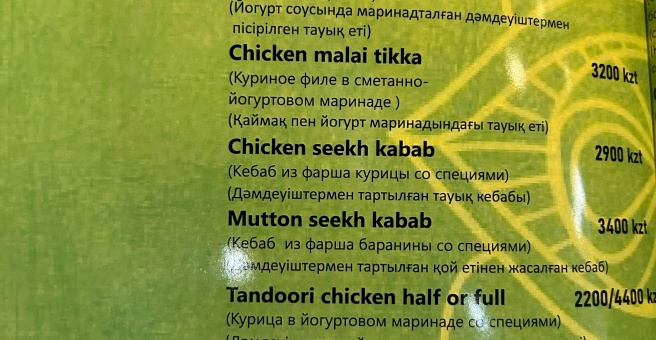 (Йогурт соусында маринадталған дәмдеуіштермен
пісірілген тауық еті)
Chicken malai tikka 3200 kzt
(Куриное филе в сметанно-
йогуртовом маринаде )
(Қаймақ пен йогурт маринадындағы тауық еті)
Chicken seekh kabab 2900 kzt
(Кебаб из фарша курицы со специями)
(Дәмдеуіштермен тартылған тауық кебабы)
Mutton seekh kabab 3400 kzt
(Кебаб из фарша баранины со специями)
(Дәмдеуіштермен тартылған қой етінен жасалған кебаб)
Tandoori chicken half or full 2200/4400 kz
(Курица в йогуртовом маринаде со специями)